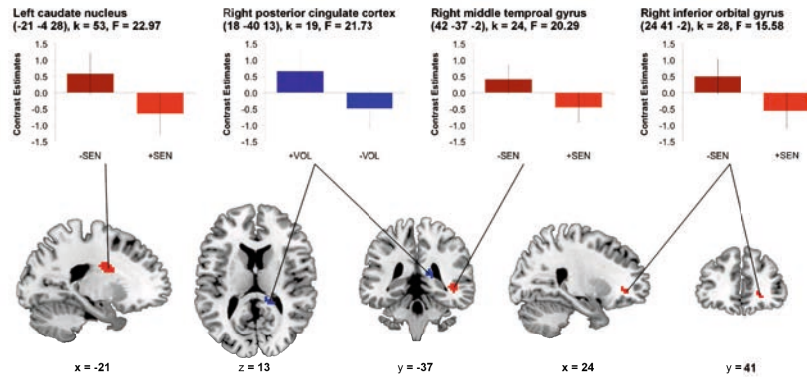 Left caudate nucleus
(-21 -4 28), k = 53, F = 22.97
Right posterior cingulate cortex
(18 -40 13), k = 19, F = 21.73
Right middle temproal gyrus
(42 -37 -2), k = 24, F = 20.29
Right inferior orbital gyrus
(24 41 -2), k = 28, F = 15.58
Contrast Estimates
1.5
1.0
0.5
0.0
-0.5
-1.0
-1.5
-SEN
+SEN
Contrast Estimates
1.5
1.0
0.5
0.0
-0.5
-1.0
-1.5
+VOL
-VOL
Contrast Estimates
1.5
1.0
0.5
0.0
-0.5
-1.0
-1.5
-SEN
+SEN
Contrast Estimates
1.5
1.0
0.5
0.0
-0.5
-1.0
-1.5
-SEN
+SEN
x = -21
z = 13
y = -37
x = 24
y = 41